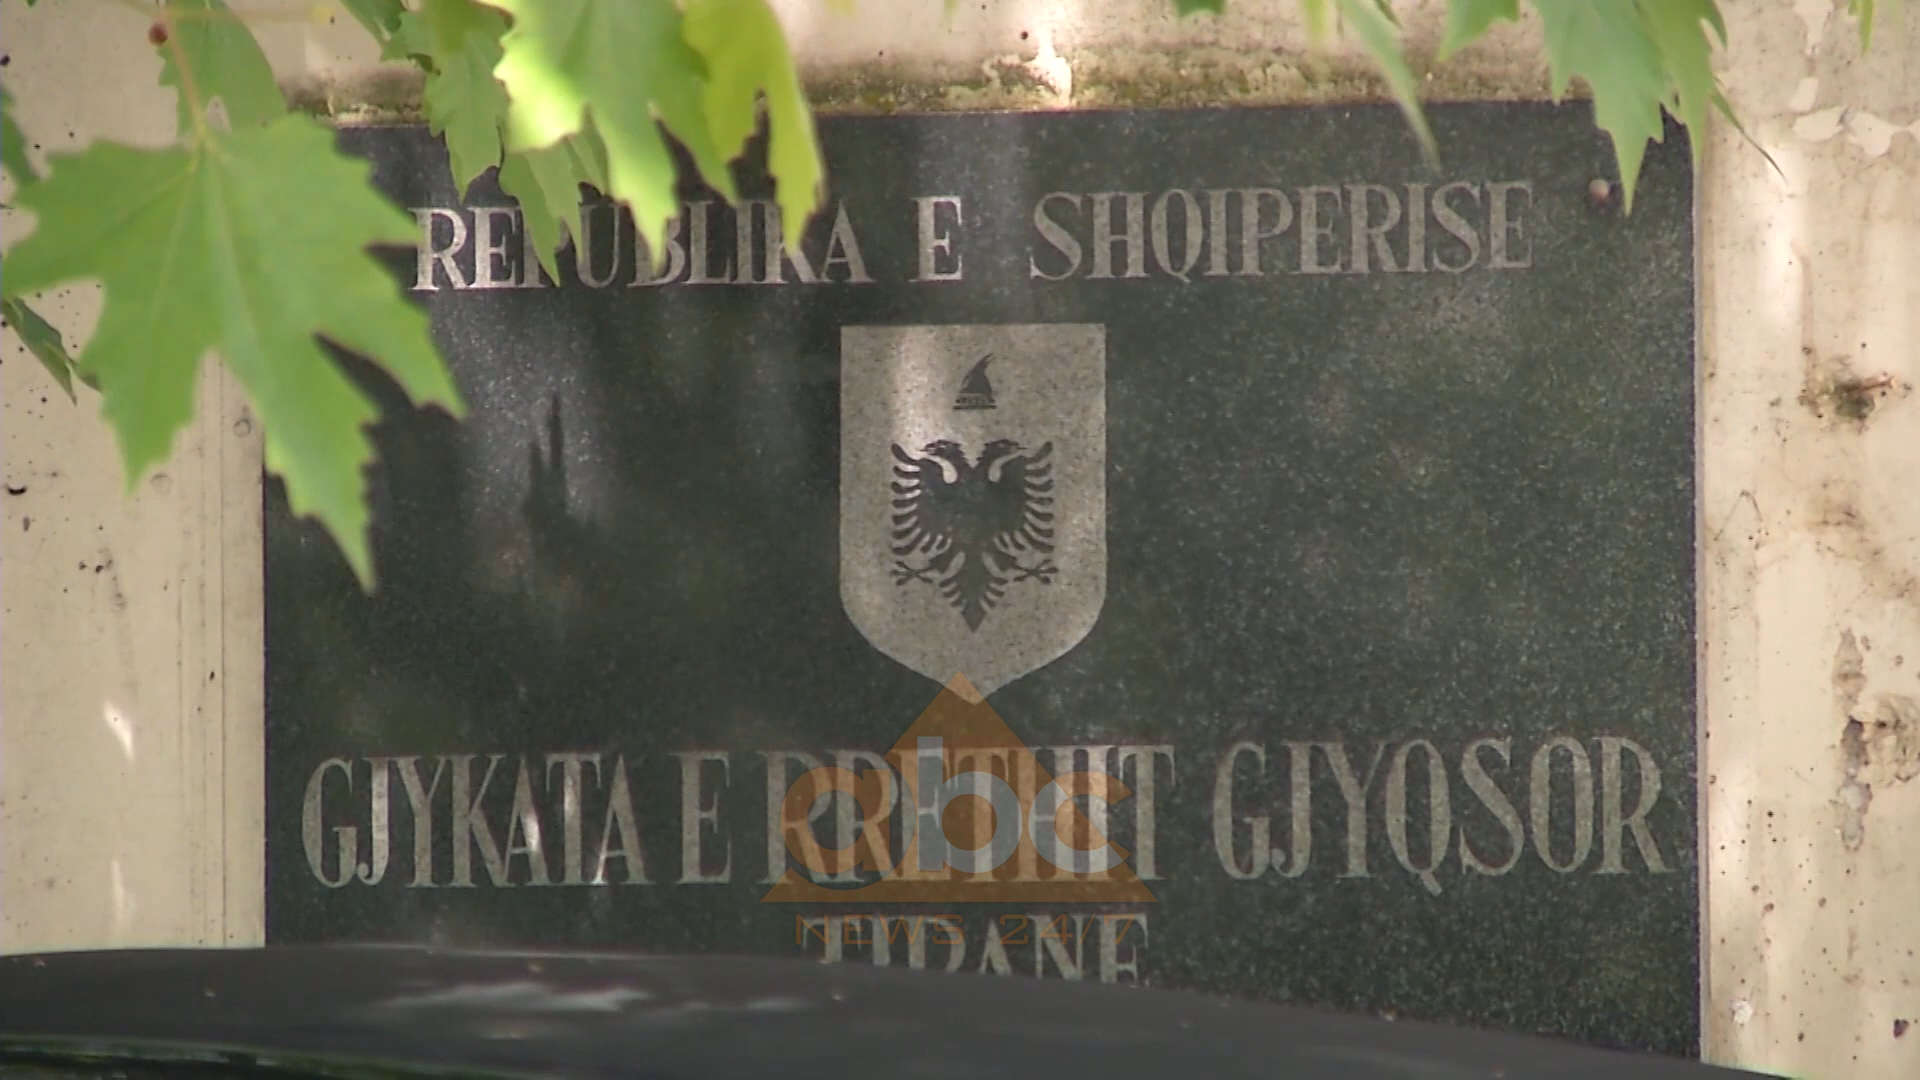 REPUBLIKA E SHQIPERISE
GJYKATA E RRETHIT GJYQSOR
abc
NEWS 24/7
TIRANE